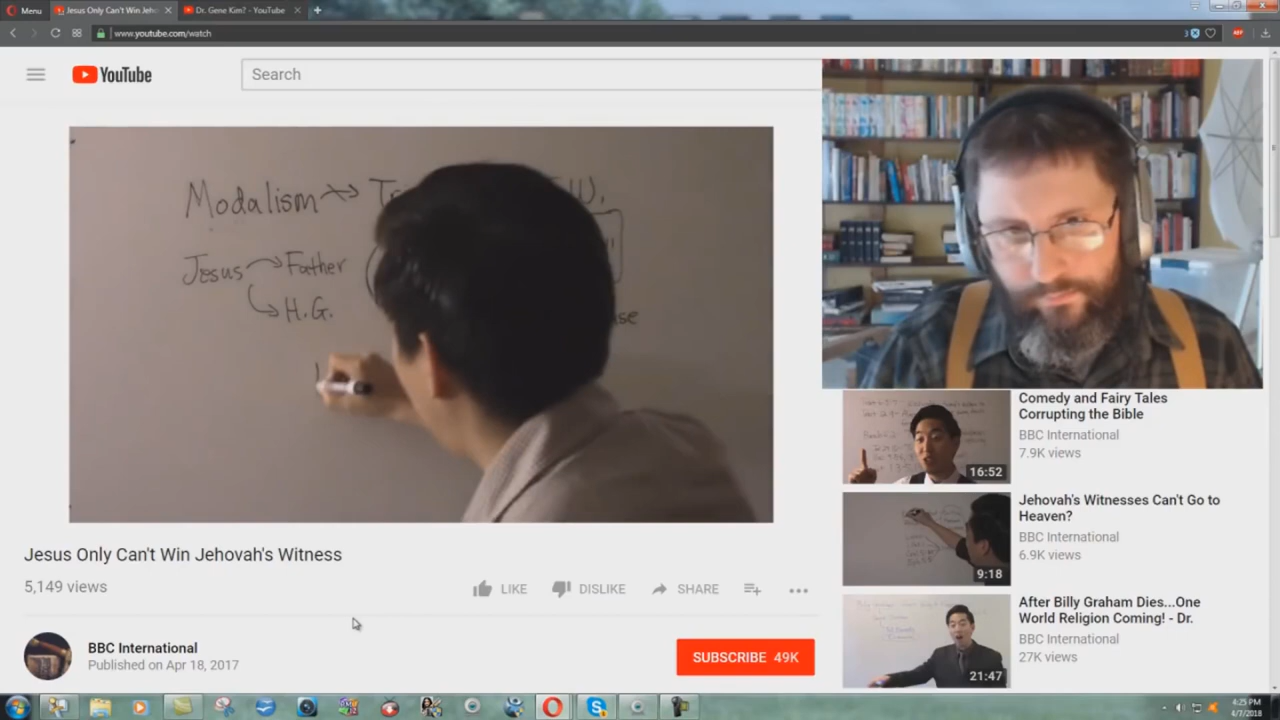 Menu
Jesus Only Can't Win Jehov
Dr. Gene Kim? - YouTube
www.youtube.com/watch
3
ABP
YouTube
Search
Modalism
Jesus
Father
H.G.
Jesus Only Can't Win Jehovah's Witness
5,149 views
LIKE
DISLIKE
SHARE
BBC International
Published on Apr 18, 2017
SUBSCRIBE 49K
16:52
Comedy and Fairy Tales
Corrupting the Bible
BBC International
7.9K views
9:18
Jehovah's Witnesses Can't Go to
Heaven?
BBC International
6.9K views
21:47
After Billy Graham Dies...One
World Religion Coming! - Dr.
BBC International
27K views
4:25 PM
4/7/2018